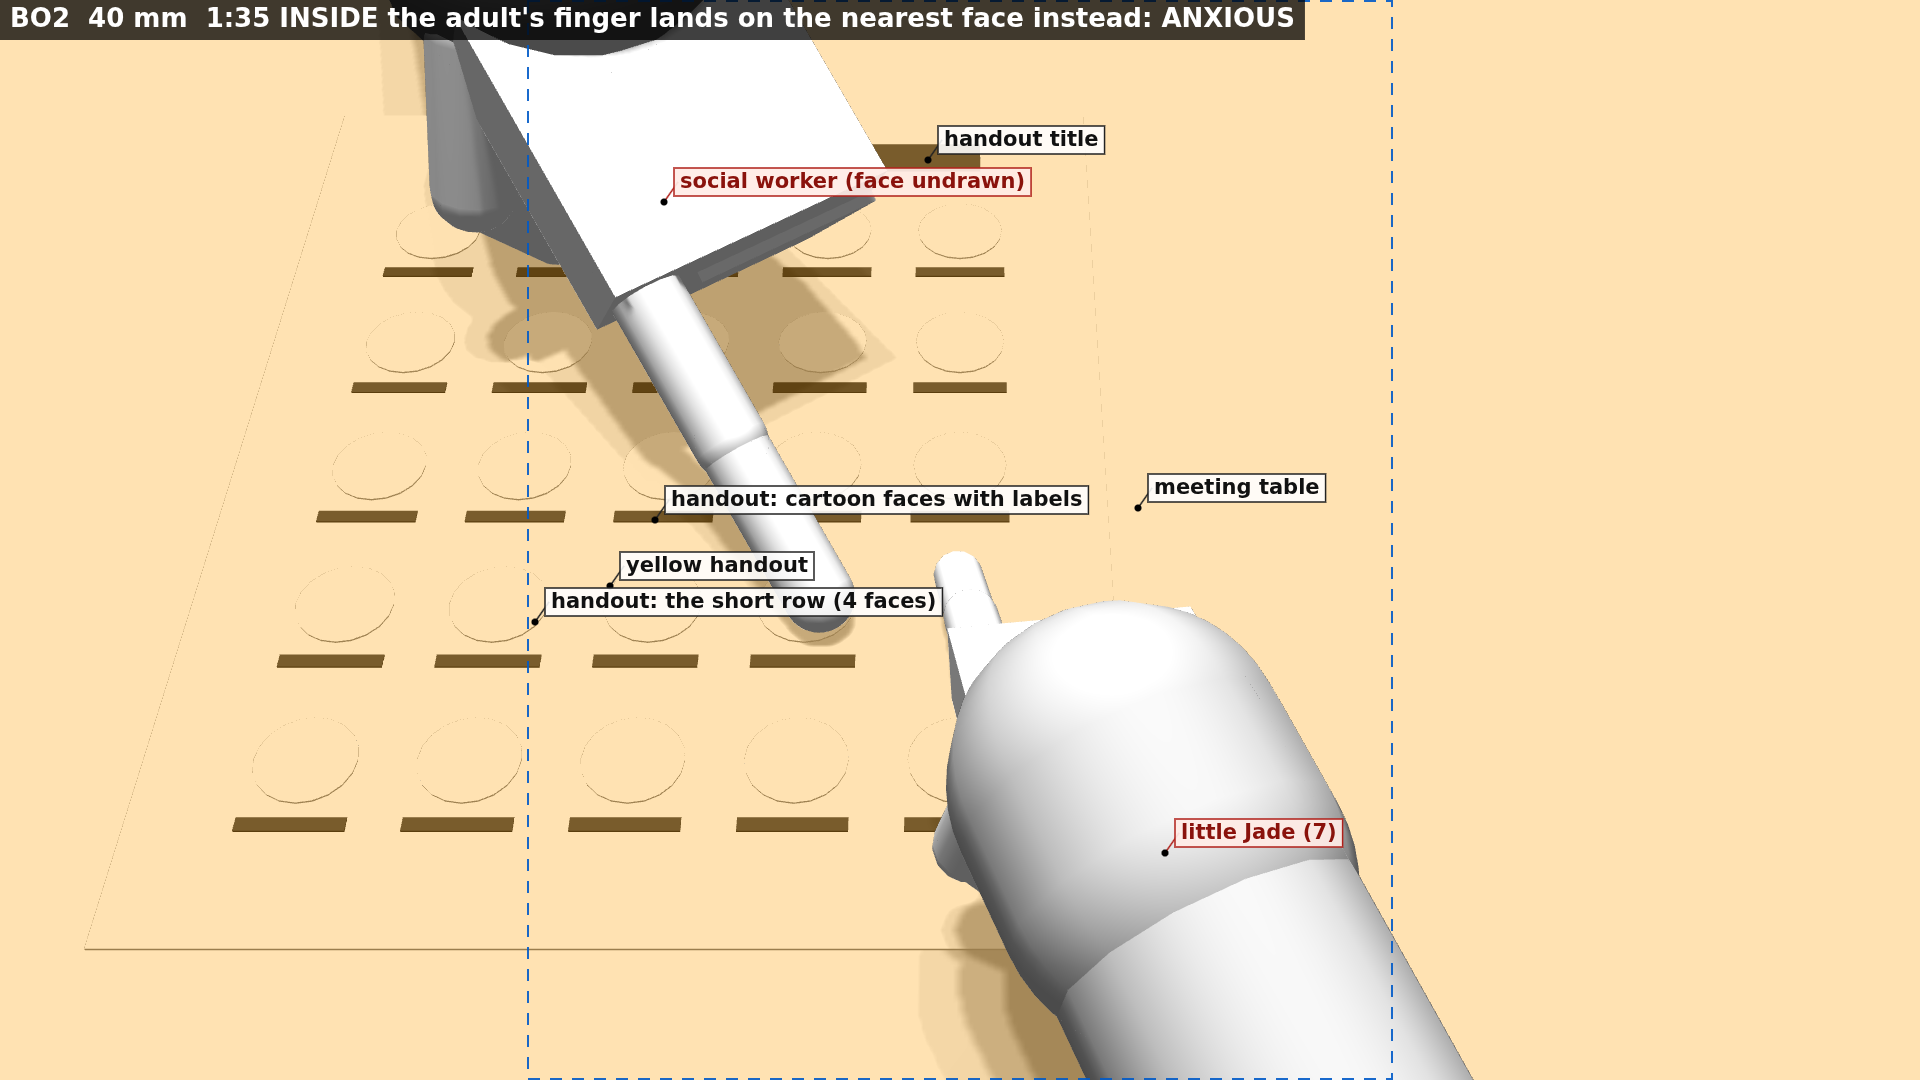 BO2  40 mm  1:35 INSIDE the adult's finger lands on the nearest face instead: ANXIOUS
handout title
social worker (face undrawn)
meeting table
handout: cartoon faces with labels
yellow handout
handout: the short row (4 faces)
little Jade (7)